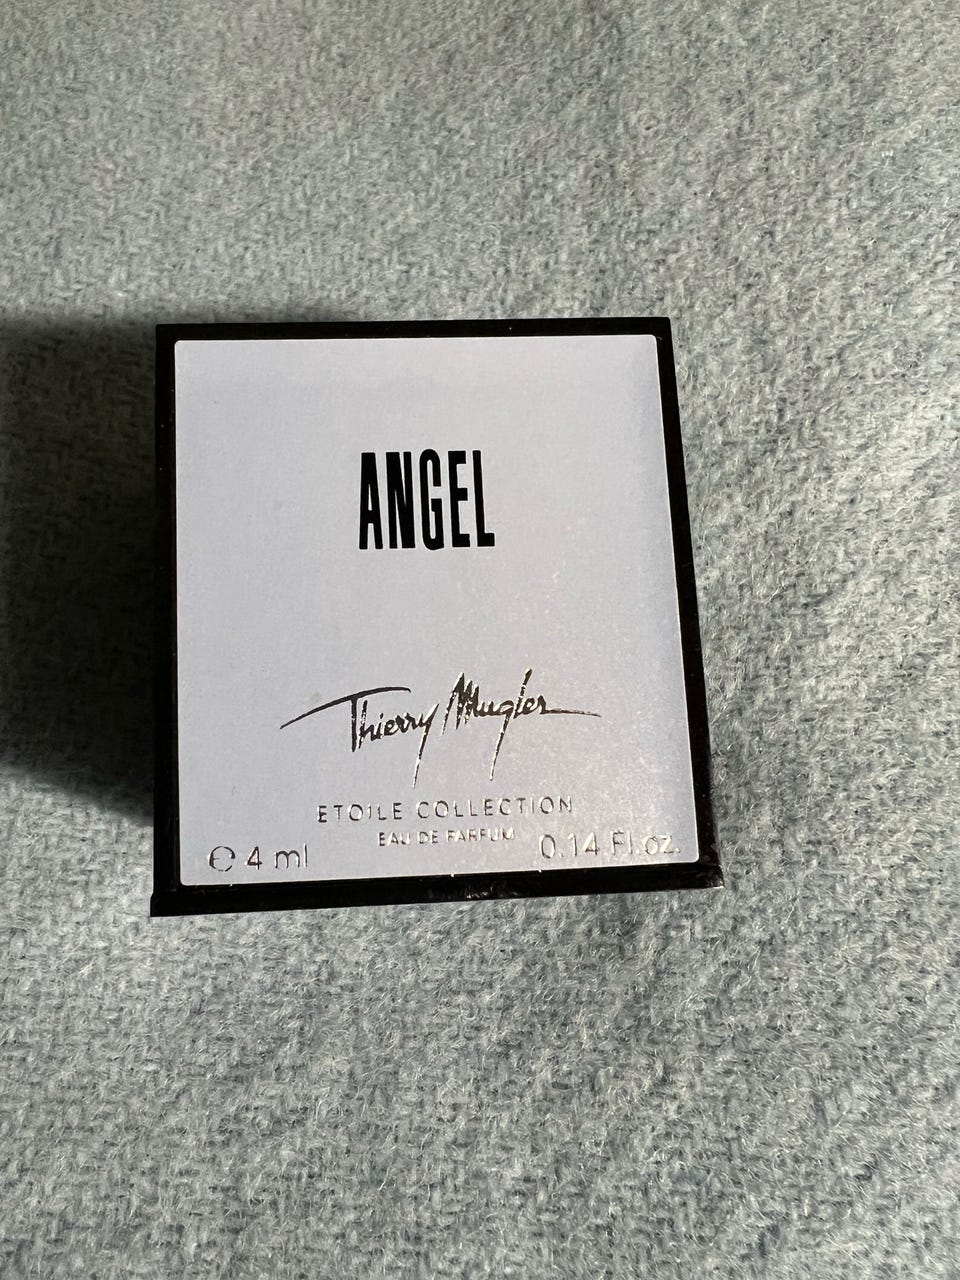 ANGEL
Thierry Mugler
ETOILE COLLECTION
EAU DE PARFUM
℮ 4 ml 0.14 Fl.oz.